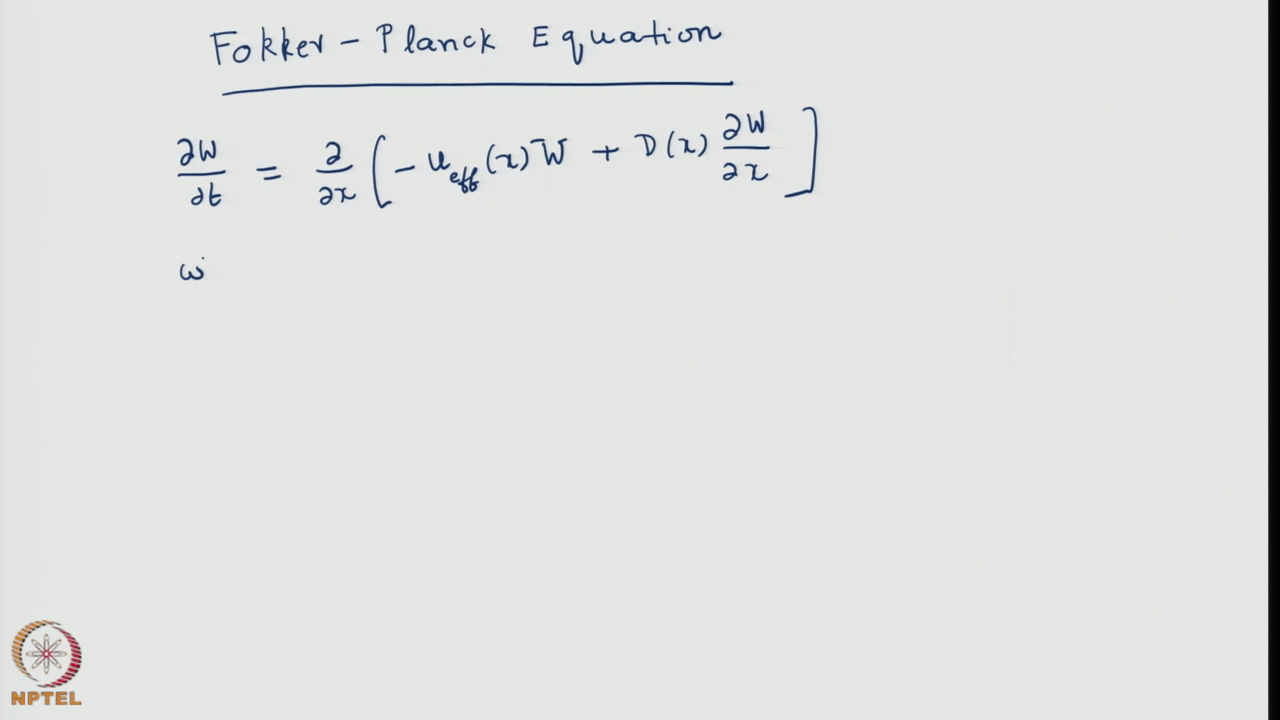 Fokker - Planck Equation
∂W/∂t = ∂/∂x [ - u_eff (x) W + D(x) ∂W/∂x ]
ω
NPTEL